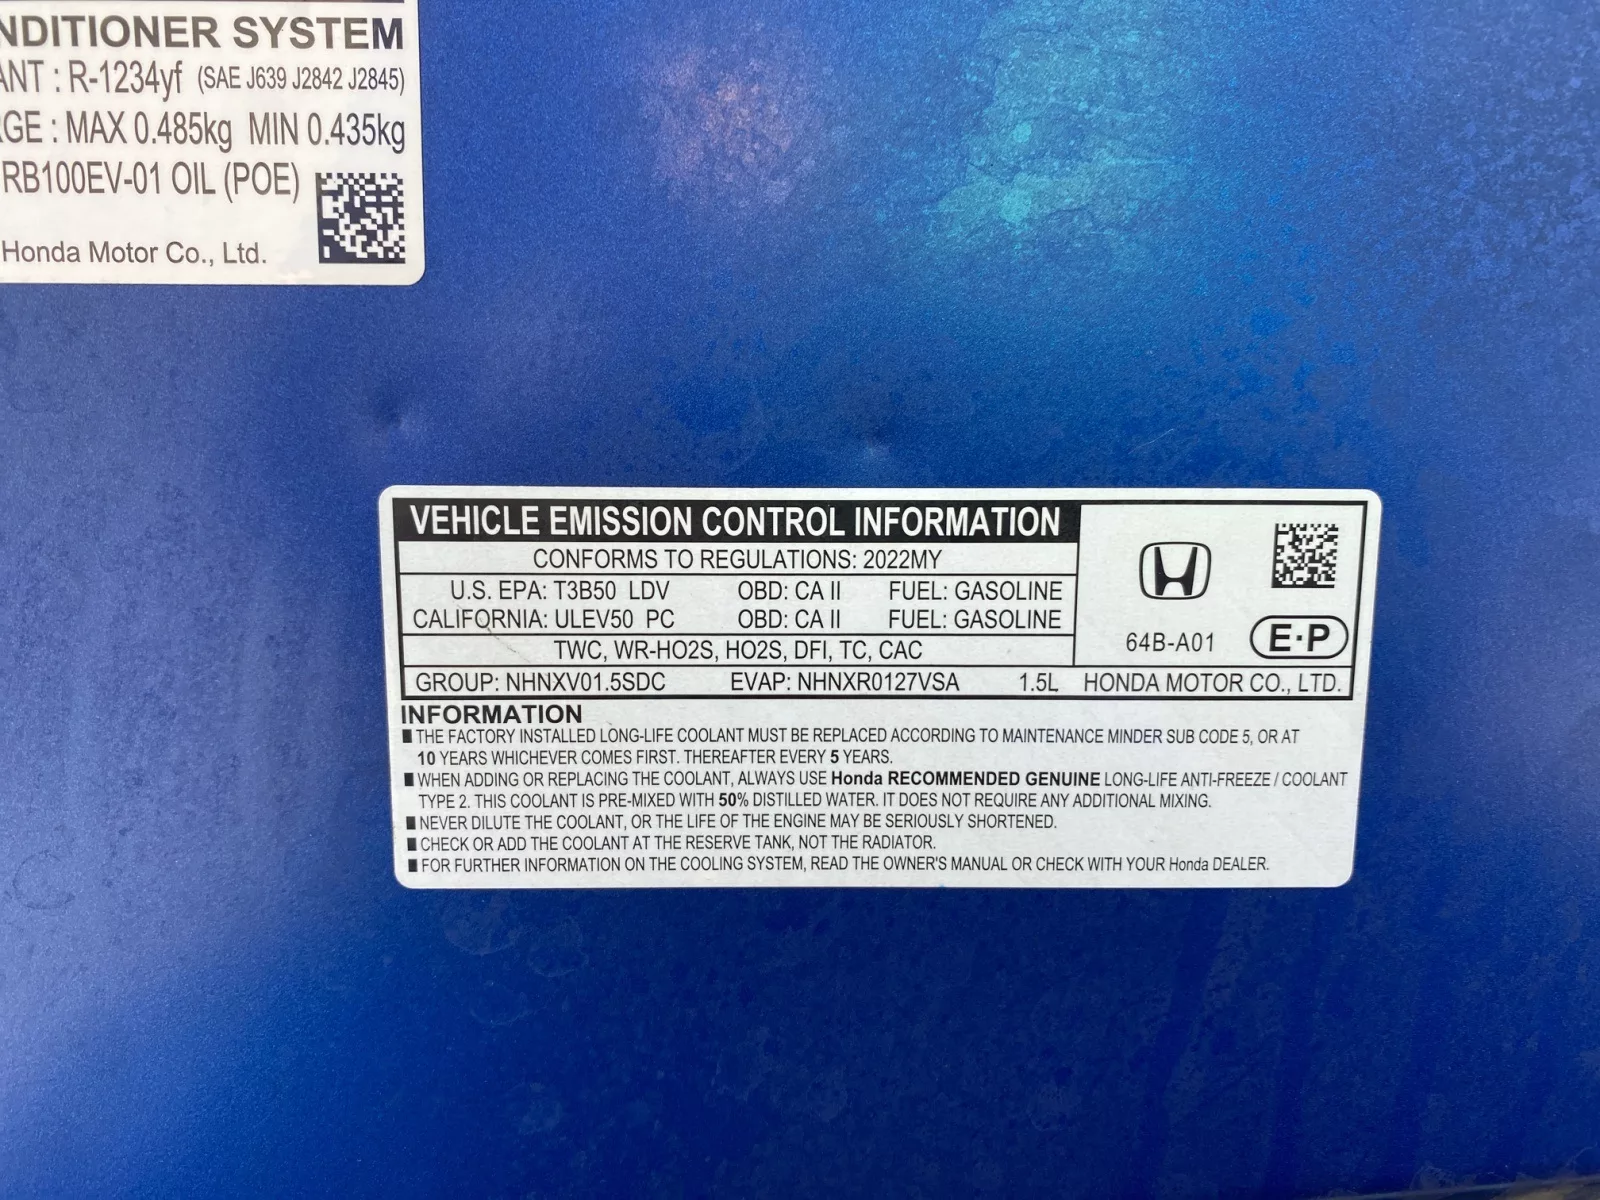 NDITIONER SYSTEM
ANT : R-1234yf (SAE J639 J2842 J2845)
GE : MAX 0.485kg MIN 0.435kg
RB100EV-01 OIL (POE)
Honda Motor Co., Ltd.
VEHICLE EMISSION CONTROL INFORMATION
CONFORMS TO REGULATIONS: 2022MY
U.S. EPA: T3B50 LDV OBD: CA II FUEL: GASOLINE
CALIFORNIA: ULEV50 PC OBD: CA II FUEL: GASOLINE
TWC, WR-HO2S, HO2S, DFI, TC, CAC
64B-A01 E·P
GROUP: NHNXV01.5SDC EVAP: NHNXR0127VSA 1.5L HONDA MOTOR CO., LTD.
INFORMATION
■ THE FACTORY INSTALLED LONG-LIFE COOLANT MUST BE REPLACED ACCORDING TO MAINTENANCE MINDER SUB CODE 5, OR AT
10 YEARS WHICHEVER COMES FIRST. THEREAFTER EVERY 5 YEARS.
■ WHEN ADDING OR REPLACING THE COOLANT, ALWAYS USE Honda RECOMMENDED GENUINE LONG-LIFE ANTI-FREEZE / COOLANT
TYPE 2. THIS COOLANT IS PRE-MIXED WITH 50% DISTILLED WATER. IT DOES NOT REQUIRE ANY ADDITIONAL MIXING.
■ NEVER DILUTE THE COOLANT, OR THE LIFE OF THE ENGINE MAY BE SERIOUSLY SHORTENED.
■ CHECK OR ADD THE COOLANT AT THE RESERVE TANK, NOT THE RADIATOR.
■ FOR FURTHER INFORMATION ON THE COOLING SYSTEM, READ THE OWNER'S MANUAL OR CHECK WITH YOUR Honda DEALER.